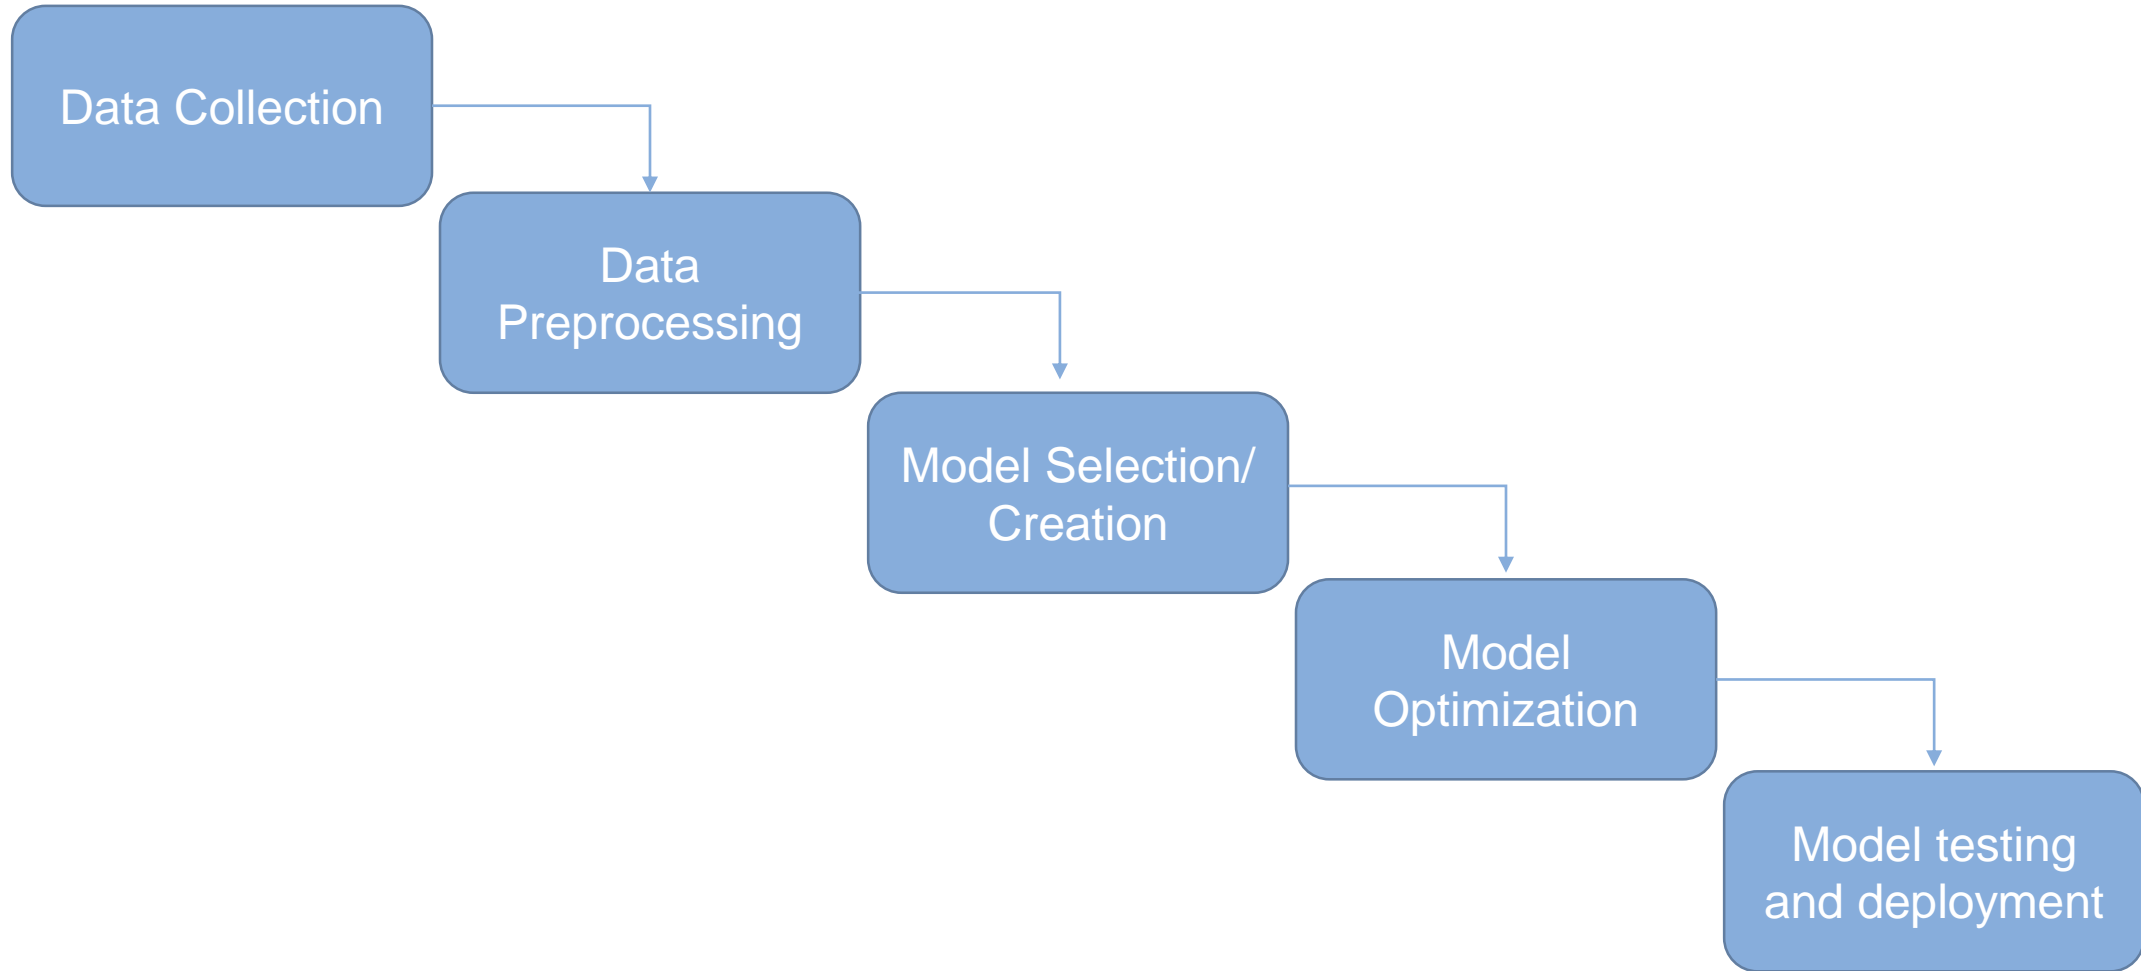 Data Collection
Data
Preprocessing
Model Selection/
Creation
Model
Optimization
Model testing
and deployment